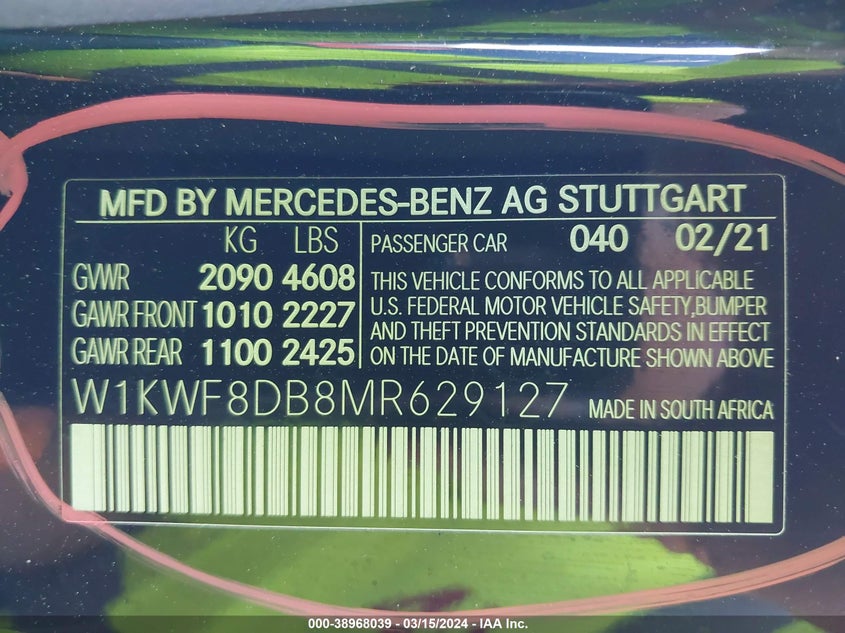 MFD BY MERCEDES-BENZ AG STUTTGART
KG LBS
GVWR 2090 4608
GAWR FRONT 1010 2227
GAWR REAR 1100 2425
PASSENGER CAR 040 02/21
THIS VEHICLE CONFORMS TO ALL APPLICABLE
U.S. FEDERAL MOTOR VEHICLE SAFETY,BUMPER
AND THEFT PREVENTION STANDARDS IN EFFECT
ON THE DATE OF MANUFACTURE SHOWN ABOVE
W1KWF8DB8MR629127 MADE IN SOUTH AFRICA
000-38968039 - 03/15/2024 - IAA Inc.